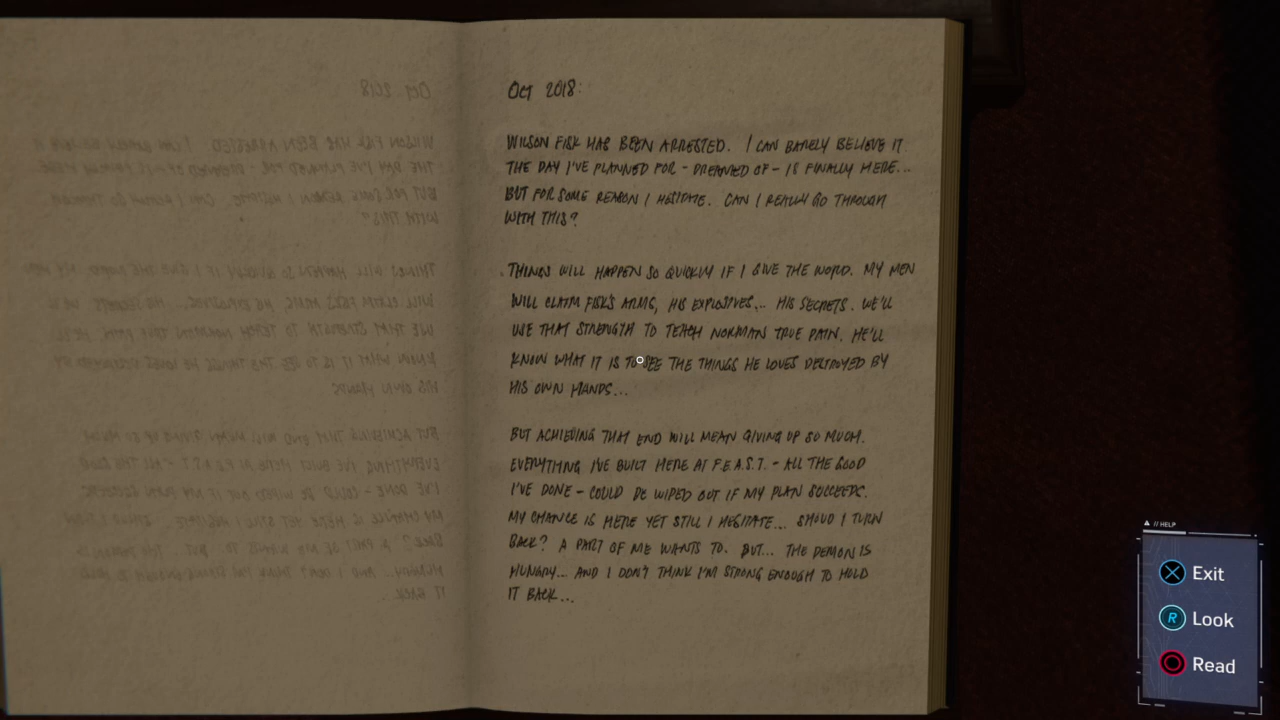 OCT 2018:
WILSON FISK HAS BEEN ARRESTED. I CAN BARELY BELIEVE IT.
THE DAY I'VE PLANNED FOR - DREAMED OF - IS FINALLY HERE...
BUT FOR SOME REASON I HESITATE. CAN I REALLY GO THROUGH
WITH THIS?
THINGS WILL HAPPEN SO QUICKLY IF I GIVE THE WORD. MY MEN
WILL CLAIM FISK'S ARMS, HIS EXPLOSIVES... HIS SECRETS. WE'LL
USE THAT STRENGTH TO TEACH NORMAN TRUE PAIN. HE'LL
KNOW WHAT IT IS TO SEE THE THINGS HE LOVES DESTROYED BY
HIS OWN HANDS...
BUT ACHIEVING THAT END WILL MEAN GIVING UP SO MUCH.
EVERYTHING I'VE BUILT HERE AT F.E.A.S.T. - ALL THE GOOD
I'VE DONE - COULD BE WIPED OUT IF MY PLAN SUCCEEDS.
MY CHANCE IS HERE YET STILL I HESITATE... SHOUD I TURN
BACK? A PART OF ME WANTS TO. BUT... THE DEMON IS
HUNGRY... AND I DON'T THINK I'M STRONG ENOUGH TO HOLD
IT BACK...
// HELP
Exit
R Look
Read